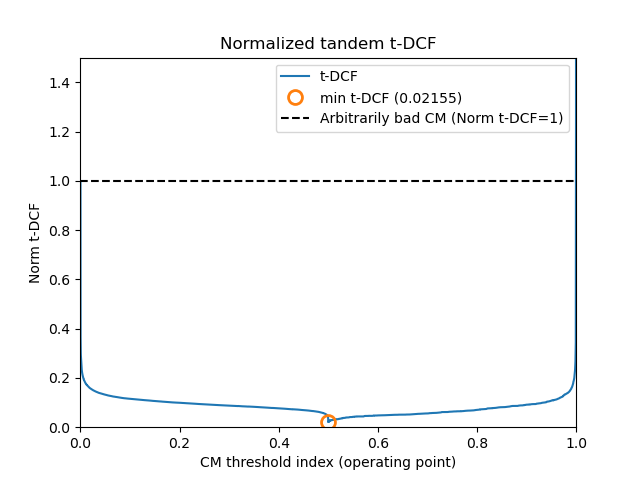 Normalized tandem t-DCF
t-DCF
min t-DCF (0.02155)
Arbitrarily bad CM (Norm t-DCF=1)
Norm t-DCF
1.4
1.2
1.0
0.8
0.6
0.4
0.2
0.0
0.0 0.2 0.4 0.6 0.8 1.0
CM threshold index (operating point)